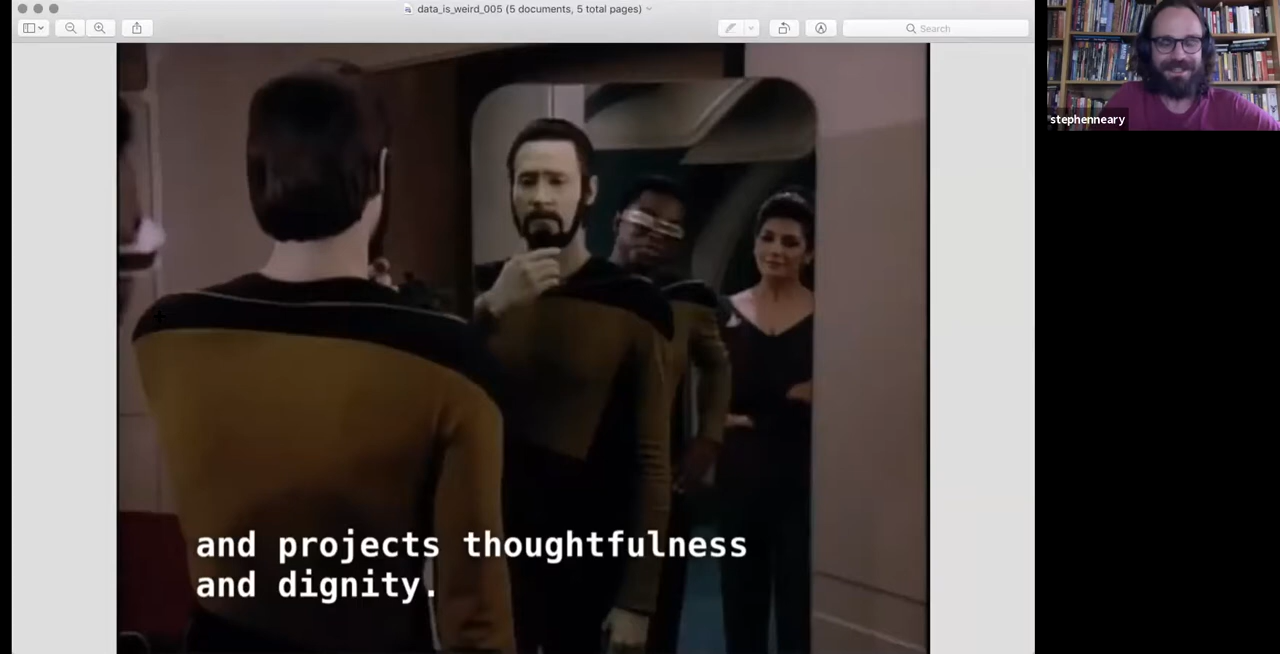 data_is_weird_005 (5 documents, 5 total pages)
Search
stephenneary
and projects thoughtfulness
and dignity.